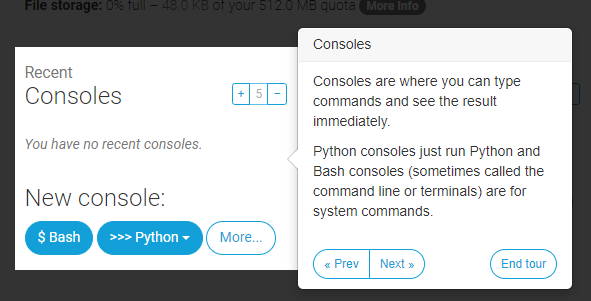 File storage: 0% full – 48.0 KB of your 512.0 MB quota More Info
Recent
Consoles
+ 5 −
You have no recent consoles.
New console:
$ Bash >>> Python More...
Consoles
Consoles are where you can type
commands and see the result
immediately.
Python consoles just run Python and
Bash consoles (sometimes called the
command line or terminals) are for
system commands.
« Prev Next » End tour